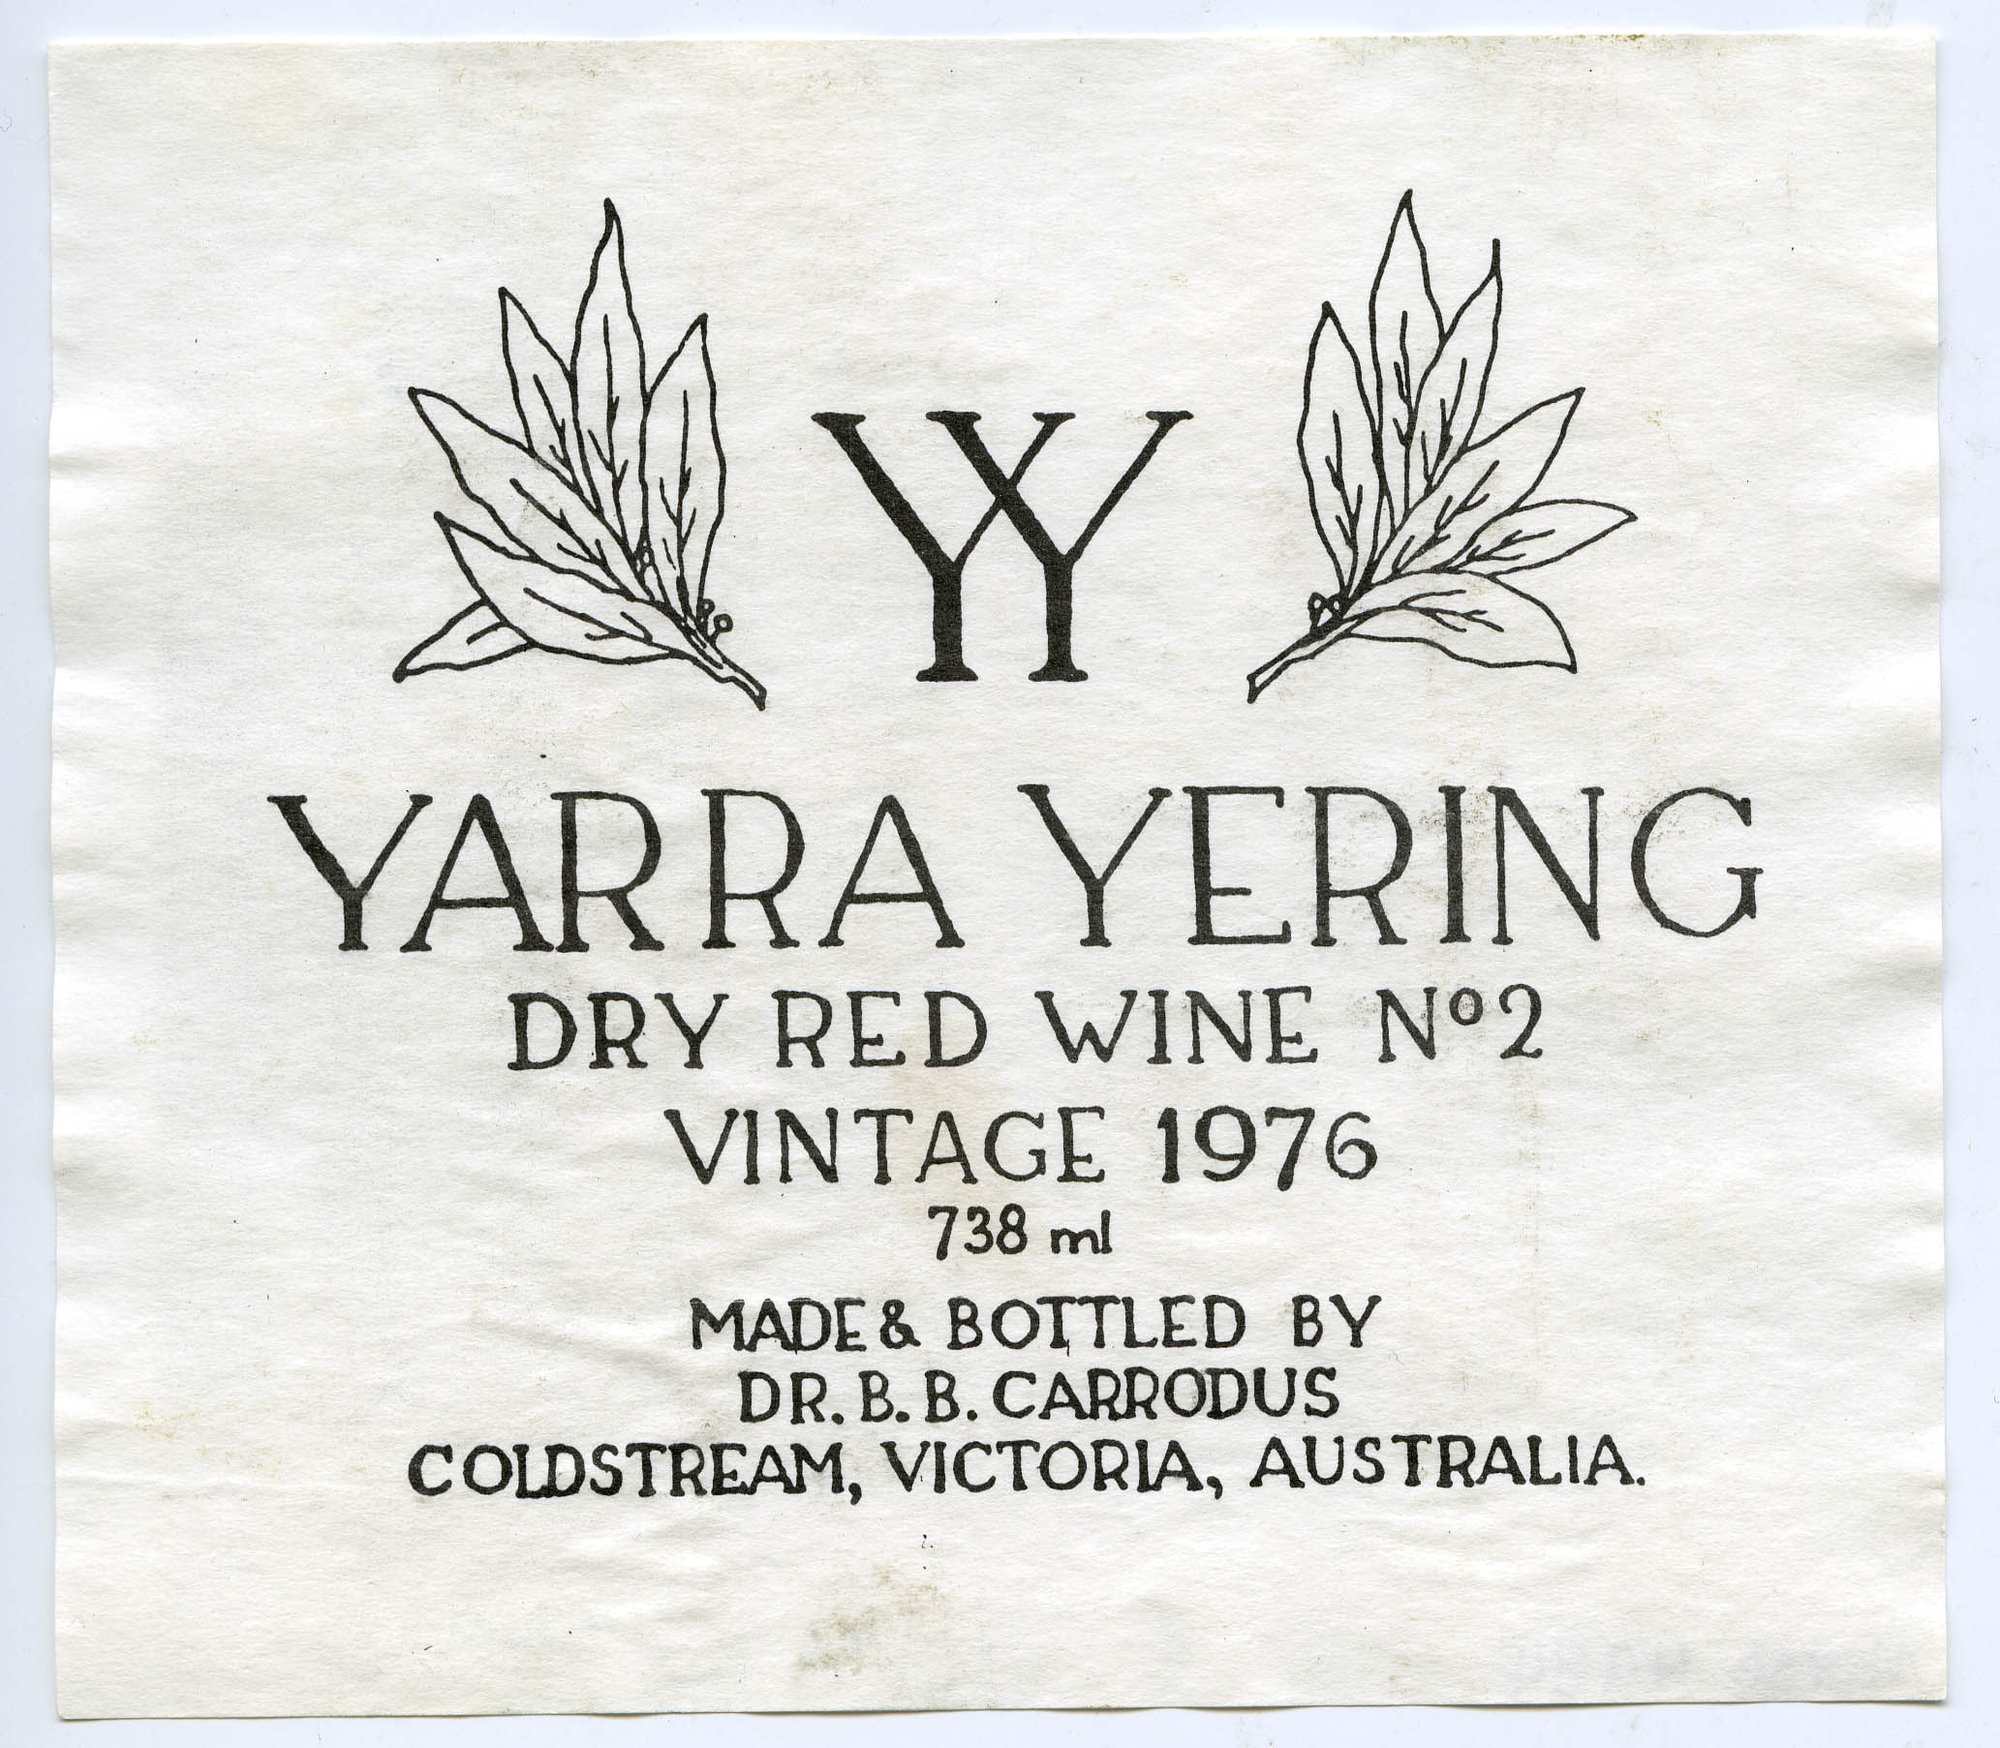 YY
YARRA YERING
DRY RED WINE Nº2
VINTAGE 1976
738 ml
MADE & BOTTLED BY
DR. B. B. CARRODUS
COLDSTREAM, VICTORIA, AUSTRALIA.